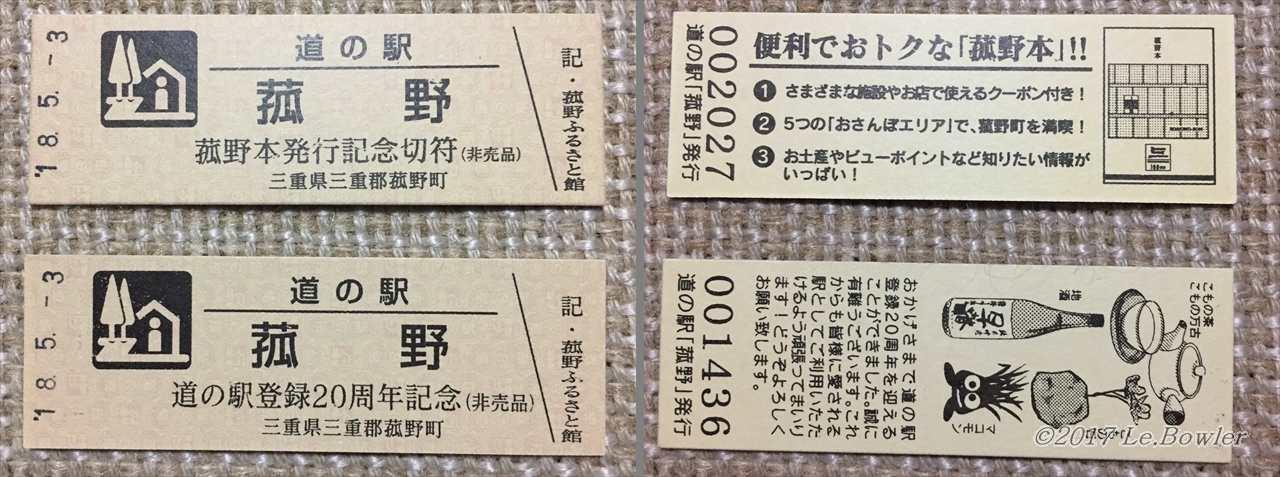 '18.5.-3
道の駅
菰野
菰野本発行記念切符(非売品)
三重県三重郡菰野町
記・菰野ふるさと館
002027
道の駅「菰野」発行
便利でおトクな「菰野本」!!
① さまざまな施設やお店で使えるクーポン付き!
② 5つの「おさんぽエリア」で、菰野町を満喫!
③ お土産やビューポイントなど知りたい情報が
いっぱい!
菰野本
'18.5.-3
道の駅
菰野
道の駅登録20周年記念(非売品)
三重県三重郡菰野町
記・菰野ふるさと館
001436
道の駅「菰野」発行
こもの茶
こもの万古
地酒
マコモン
おかげさまで道の駅
登録20周年を迎える
ことができました。誠に
有難うございます。これ
からも皆様に愛される
駅としてご利用いただ
けるよう頑張ってまいり
ます!どうぞよろしく
お願い致します。
©2017 Le.Bowler